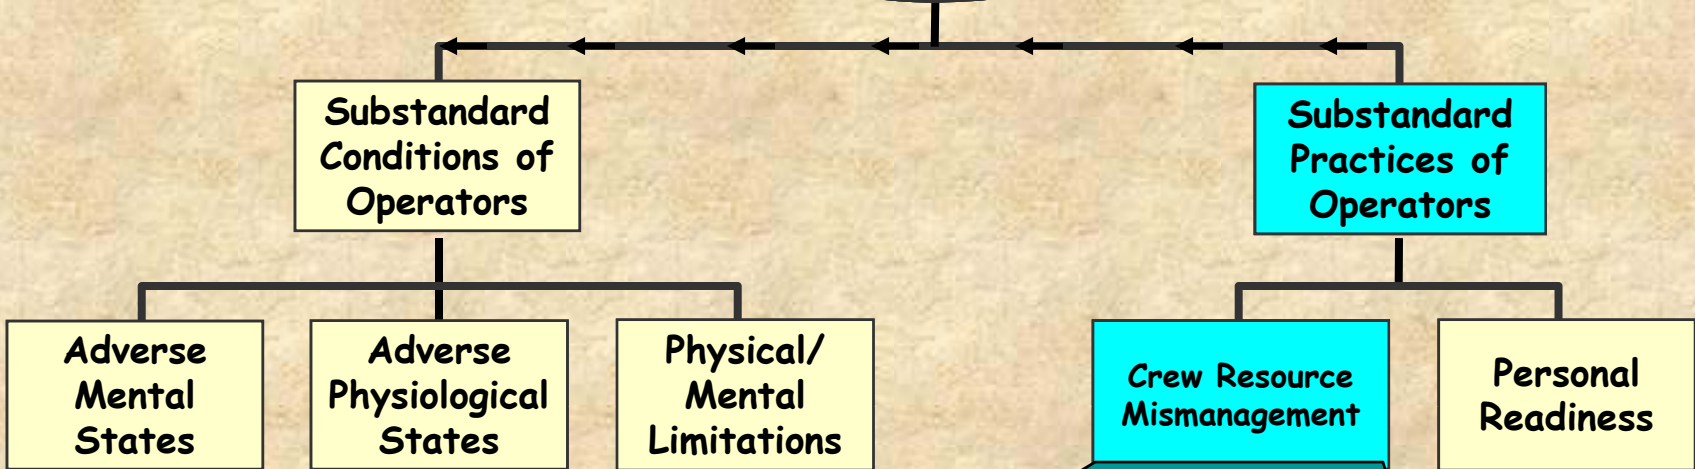 Substandard
Conditions of
Operators
Substandard
Practices of
Operators
Adverse
Mental
States
Adverse
Physiological
States
Physical/
Mental
Limitations
Crew Resource
Mismanagement
Personal
Readiness